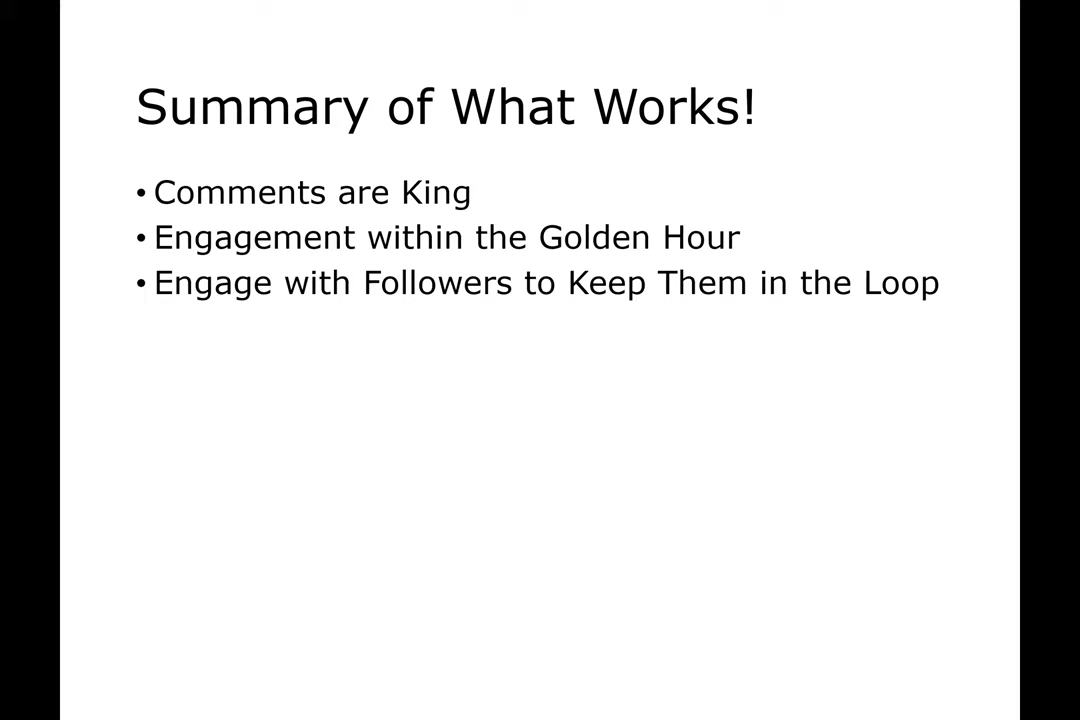 Summary of What Works!
• Comments are King
• Engagement within the Golden Hour
• Engage with Followers to Keep Them in the Loop